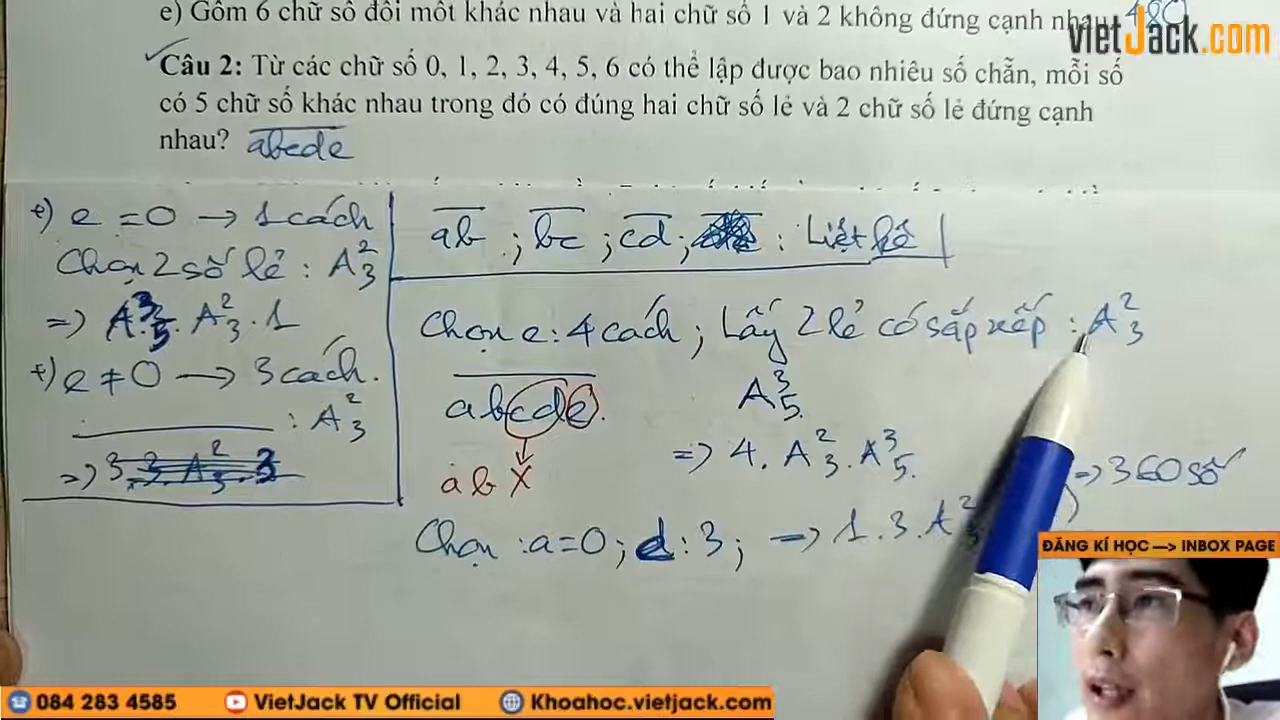 e) Gồm 6 chữ số đôi một khác nhau và hai chữ số 1 và 2 không đứng cạnh nhau 480
vietJack.com
Câu 2: Từ các chữ số 0, 1, 2, 3, 4, 5, 6 có thể lập được bao nhiêu số chẵn, mỗi số
có 5 chữ số khác nhau trong đó có đúng hai chữ số lẻ và 2 chữ số lẻ đứng cạnh
nhau? abcde
+) e = 0 → 1 cách
Chọn 2 số lẻ : A²₃
=> A³₅ . A²₃ . 1
+) e ≠ 0 → 3 cách.
: A²₃
=> 3
ab ; bc ; cd ; : Liệt kê
Chọn e : 4 cách ; Lấy 2 lẻ có sắp xếp : A²₃
abcde. A³₅.
=> 4. A²₃ . A³₅.
a b X
=> 360 số
Chọn : a = 0 ; d : 3 ; → 1 . 3 . A²
ĐĂNG KÍ HỌC —> INBOX PAGE
084 283 4585 VietJack TV Official Khoahoc.vietjack.com